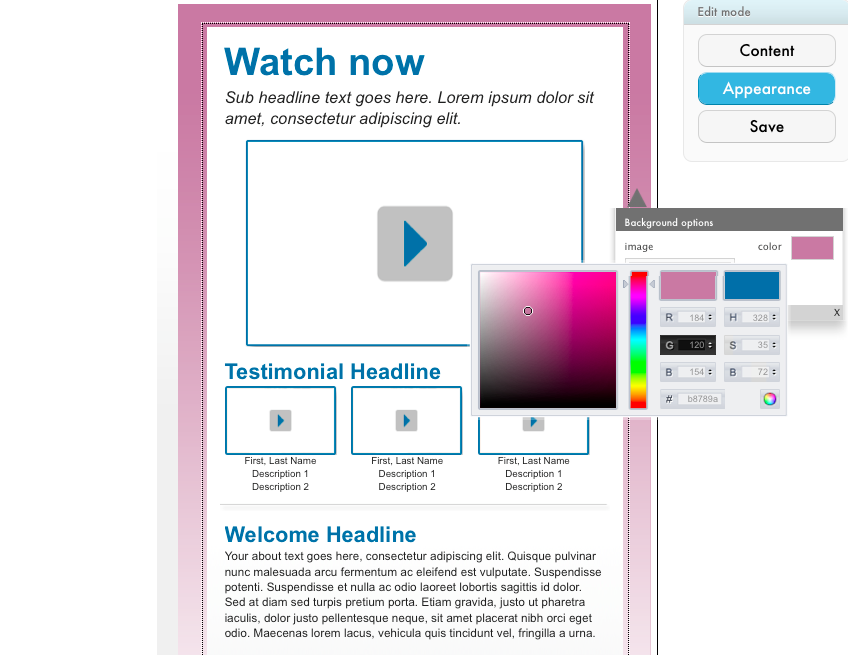 Edit mode
Content
Appearance
Save
Watch now
Sub headline text goes here. Lorem ipsum dolor sit
amet, consectetur adipiscing elit.
Background options
image
color
X
R 184
H 328
G 120
S 35
B 154
B 72
# b8789a
Testimonial Headline
First, Last Name
Description 1
Description 2
First, Last Name
Description 1
Description 2
First, Last Name
Description 1
Description 2
Welcome Headline
Your about text goes here, consectetur adipiscing elit. Quisque pulvinar
nunc malesuada arcu fermentum ac eleifend est vulputate. Suspendisse
potenti. Suspendisse et nulla ac odio laoreet lobortis sagittis id dolor.
Sed at diam sed turpis pretium porta. Etiam gravida, justo ut pharetra
iaculis, dolor justo pellentesque neque, sit amet placerat nibh orci eget
odio. Maecenas lorem lacus, vehicula quis tincidunt vel, fringilla a urna.